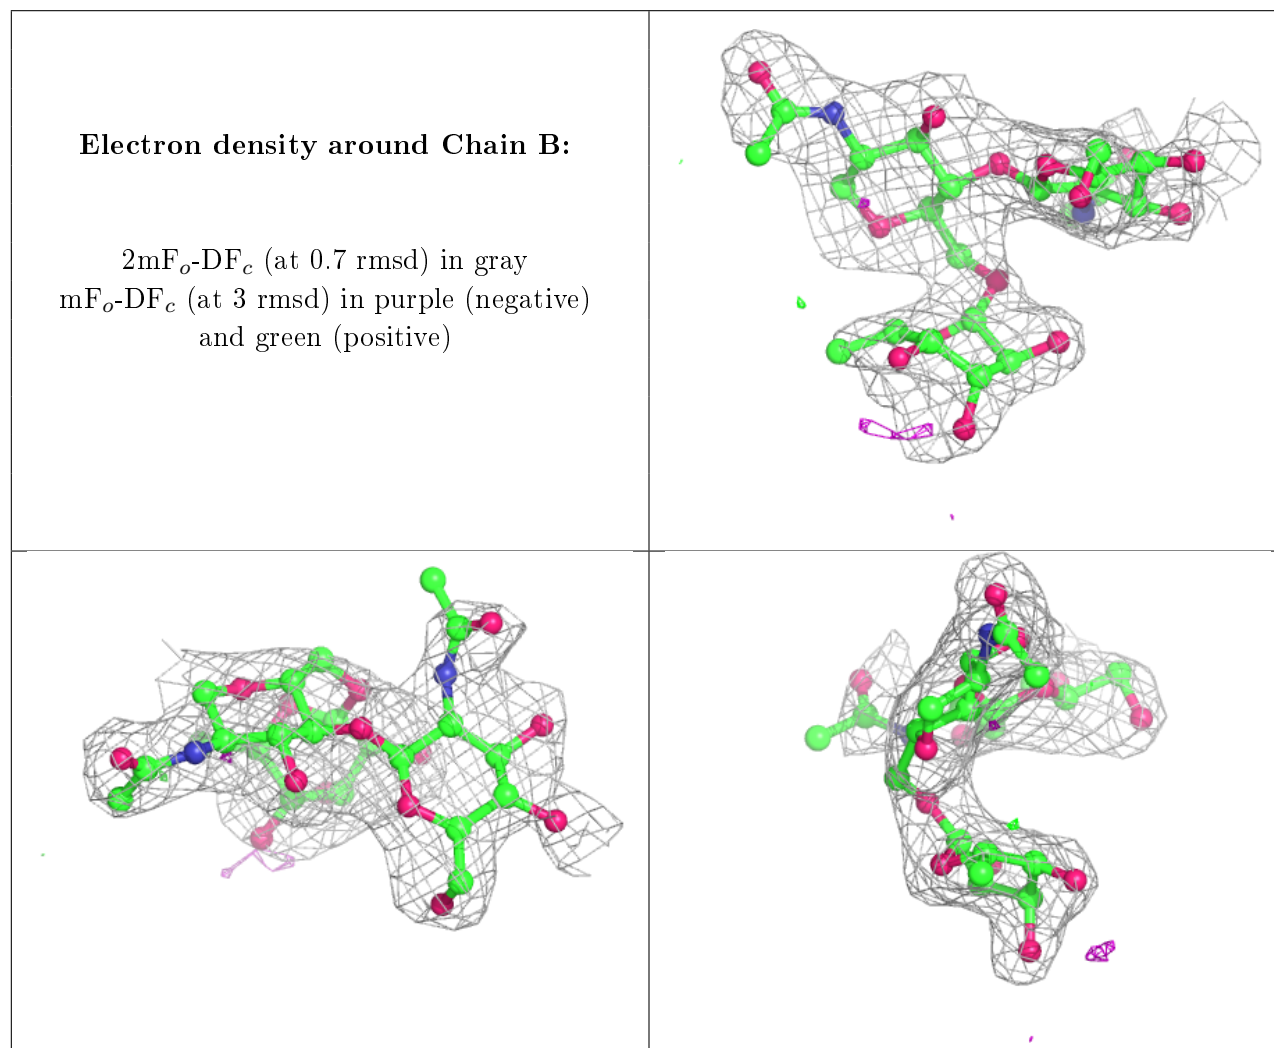 Electron density around Chain B:
2mFo-DFc (at 0.7 rmsd) in gray
mFo-DFc (at 3 rmsd) in purple (negative)
and green (positive)